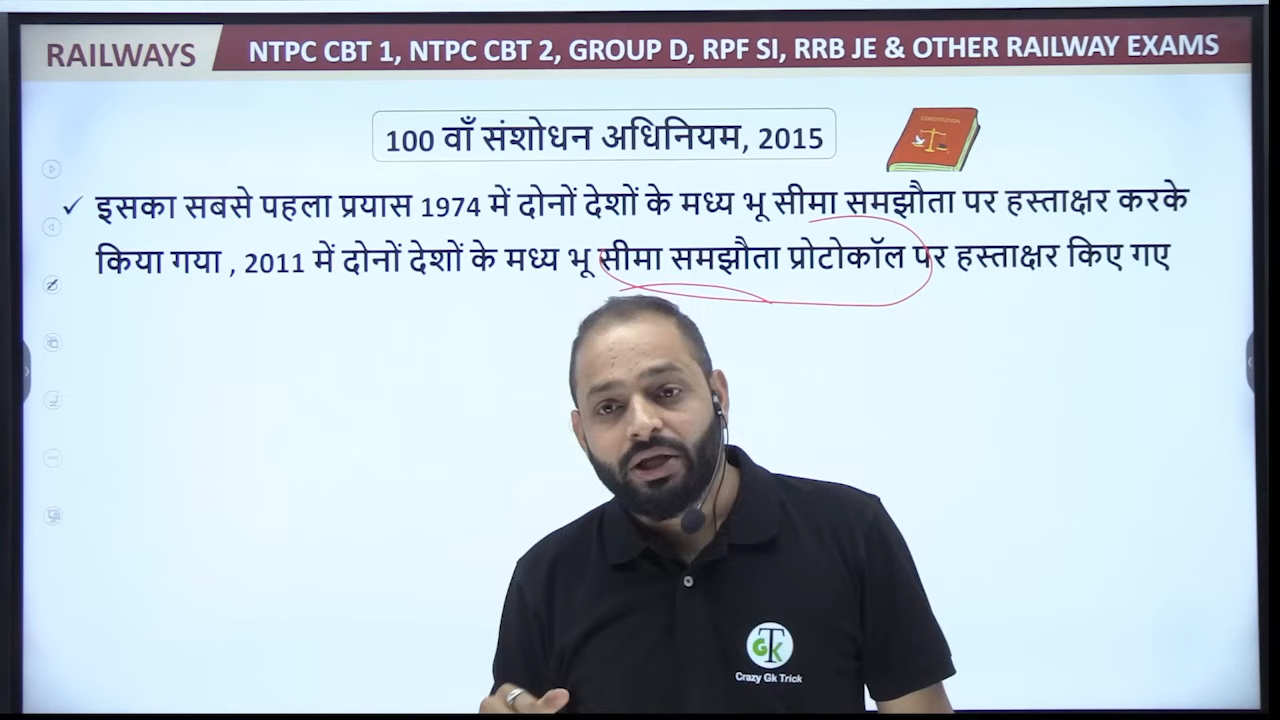 RAILWAYS
NTPC CBT 1, NTPC CBT 2, GROUP D, RPF SI, RRB JE & OTHER RAILWAY EXAMS
100 वाँ संशोधन अधिनियम, 2015
CONSTITUTION
✓ इसका सबसे पहला प्रयास 1974 में दोनों देशों के मध्य भू सीमा समझौता पर हस्ताक्षर करके
किया गया , 2011 में दोनों देशों के मध्य भू सीमा समझौता प्रोटोकॉल पर हस्ताक्षर किए गए
GTK
Crazy Gk Trick